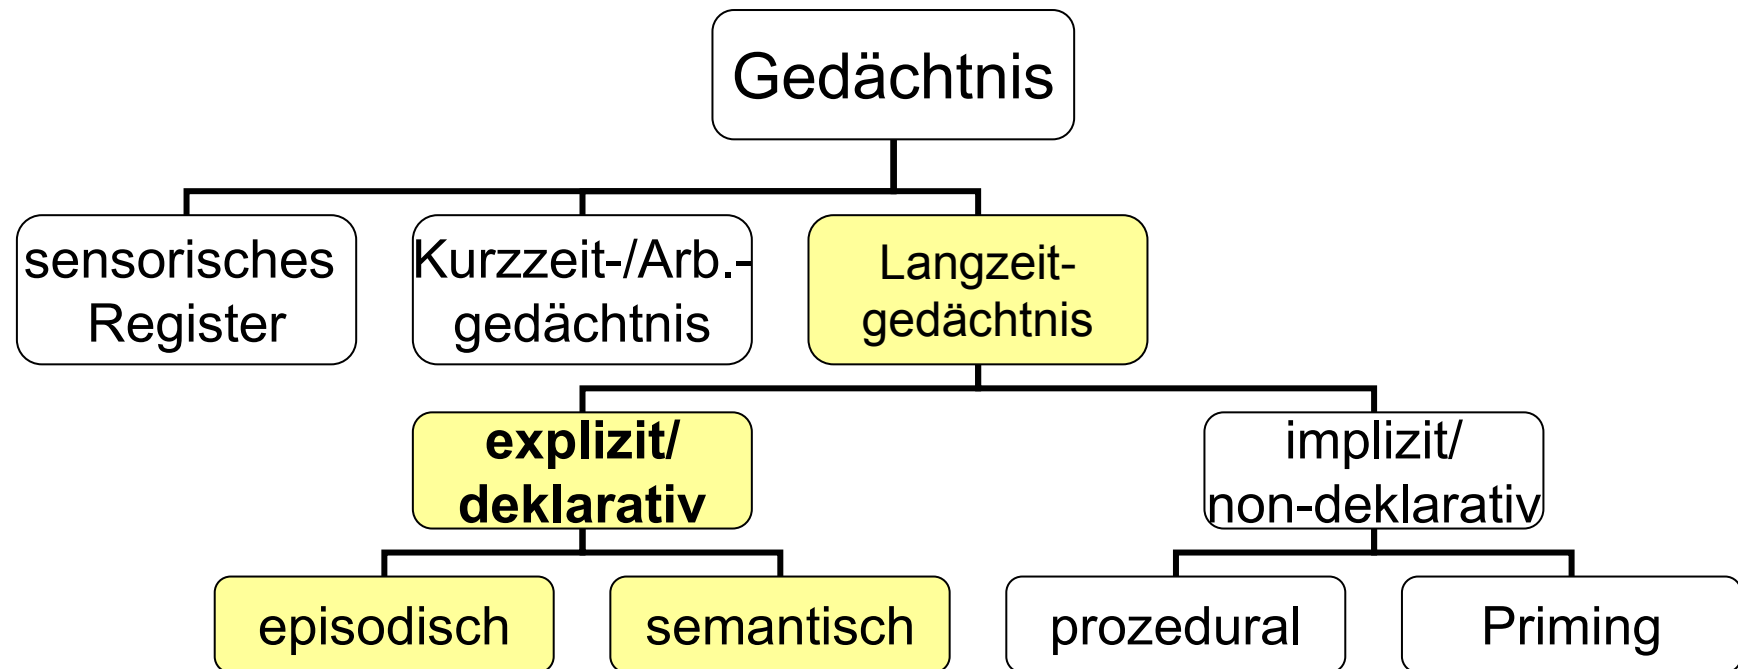 Gedächtnis
sensorisches
Register
Kurzzeit-/Arb.-
gedächtnis
Langzeit-
gedächtnis
explizit/
deklarativ
implizit/
non-deklarativ
episodisch
semantisch
prozedural
Priming